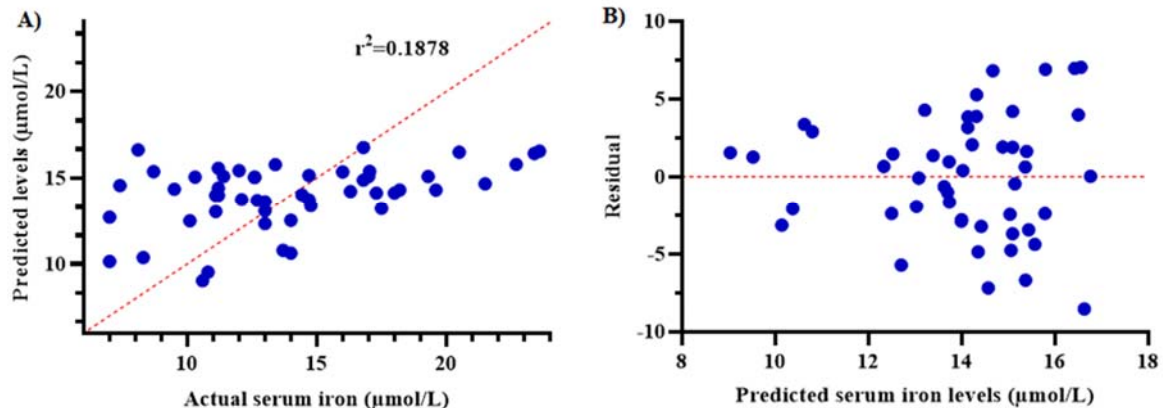 A)
r²=0.1878
Predicted levels (µmol/L)
20
15
10
10 15 20
Actual serum iron (µmol/L)
B)
Residual
10
5
0
-5
-10
8 10 12 14 16 18
Predicted serum iron levels (µmol/L)